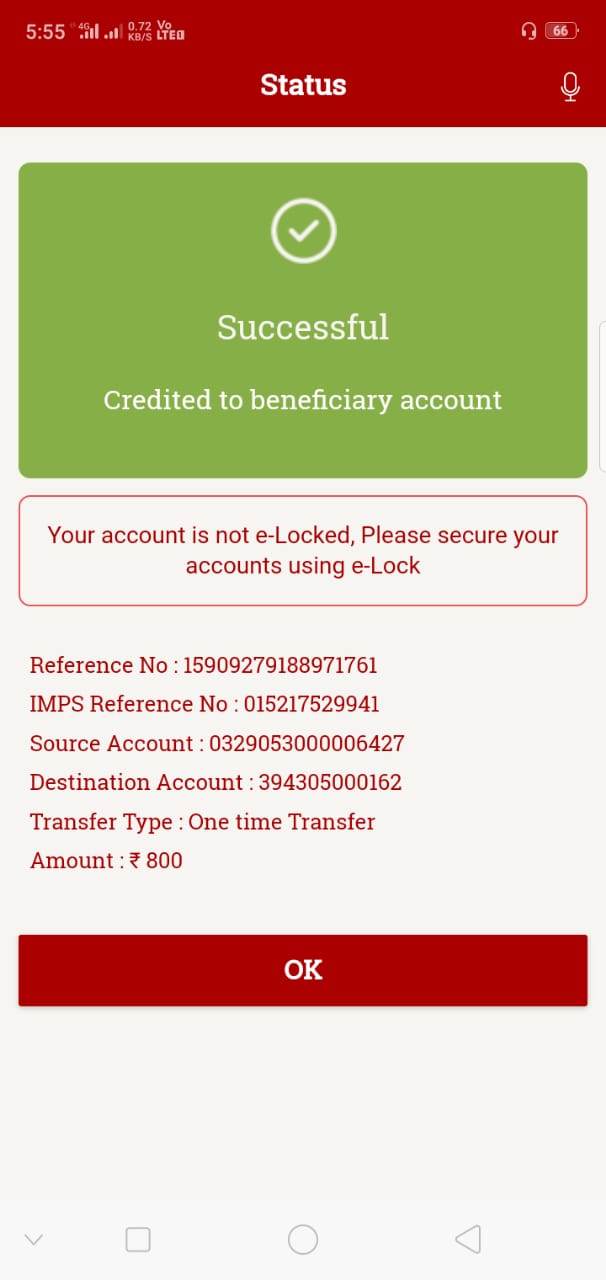 5:55 4G 0.72 KB/S Vo LTE 66
Status
Successful
Credited to beneficiary account
Your account is not e-Locked, Please secure your
accounts using e-Lock
Reference No : 15909279188971761
IMPS Reference No : 015217529941
Source Account : 0329053000006427
Destination Account : 394305000162
Transfer Type : One time Transfer
Amount : ₹ 800
OK